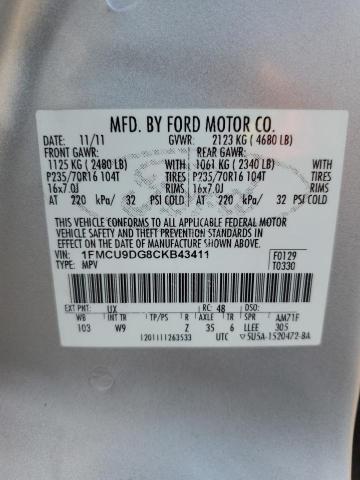 MFD. BY FORD MOTOR CO.
DATE: 11/11 GVWR: 2123 KG (4680 LB)
FRONT GAWR: REAR GAWR:
1125 KG (2480 LB) WITH 1061 KG (2340 LB) WITH
P235/70R16 104T TIRES P235/70R16 104T TIRES
16x7.0J RIMS 16x7.0J RIMS
AT 220 kPa/ 32 PSI COLD AT 220 kPa/ 32 PSI COLD
THIS VEHICLE CONFORMS TO ALL APPLICABLE FEDERAL MOTOR
VEHICLE SAFETY AND THEFT PREVENTION STANDARDS IN
EFFECT ON THE DATE OF MANUFACTURE SHOWN ABOVE.
VIN: 1FMCU9DG8CKB43411
TYPE: MPV
F0129
T0330
EXT PNT: UX RC: 48 DSO: AM71F
WB BRK INT TR TP/PS R AXLE TR SPR
103 W9 Z 35 6 LLEE 305
1201111263533 UTC 5U5A-1520472-BA